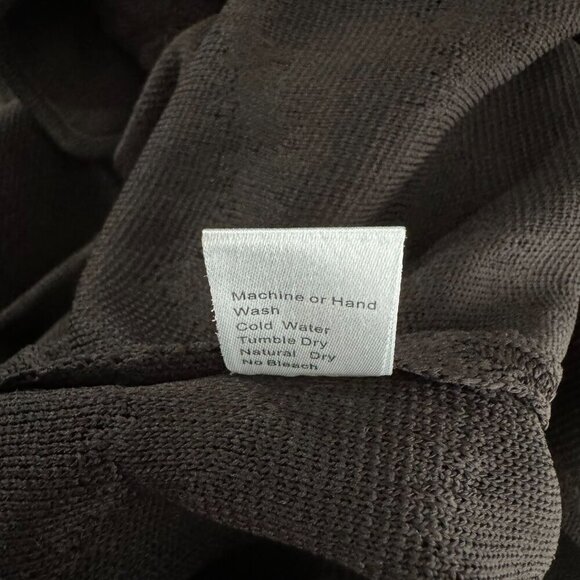 Machine or Hand
Wash
Cold Water
Tumble Dry
Natural Dry
No Bleach